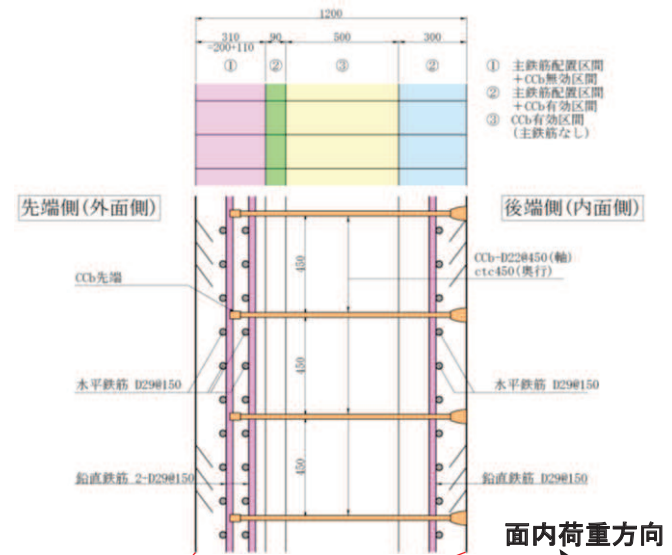 1200
310
=200+110
90
500
300
①
②
③
②
① 主鉄筋配置区間
＋CCb無効区間
② 主鉄筋配置区間
＋CCb有効区間
③ CCb有効区間
(主鉄筋なし)
先端側(外面側)
後端側(内面側)
CCb-D22@450(軸)
ctc450(奥行)
CCb先端
450
450
450
水平鉄筋 D29@150
水平鉄筋 D29@150
鉛直鉄筋 2-D29@150
鉛直鉄筋 D29@150
面内荷重方向